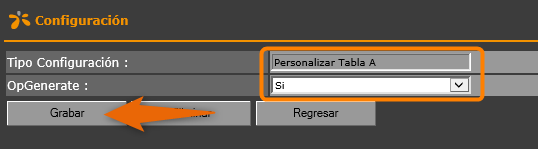 Configuración
Tipo Configuración :
Personalizar Tabla A
OpGenerate :
Si
Grabar
Regresar